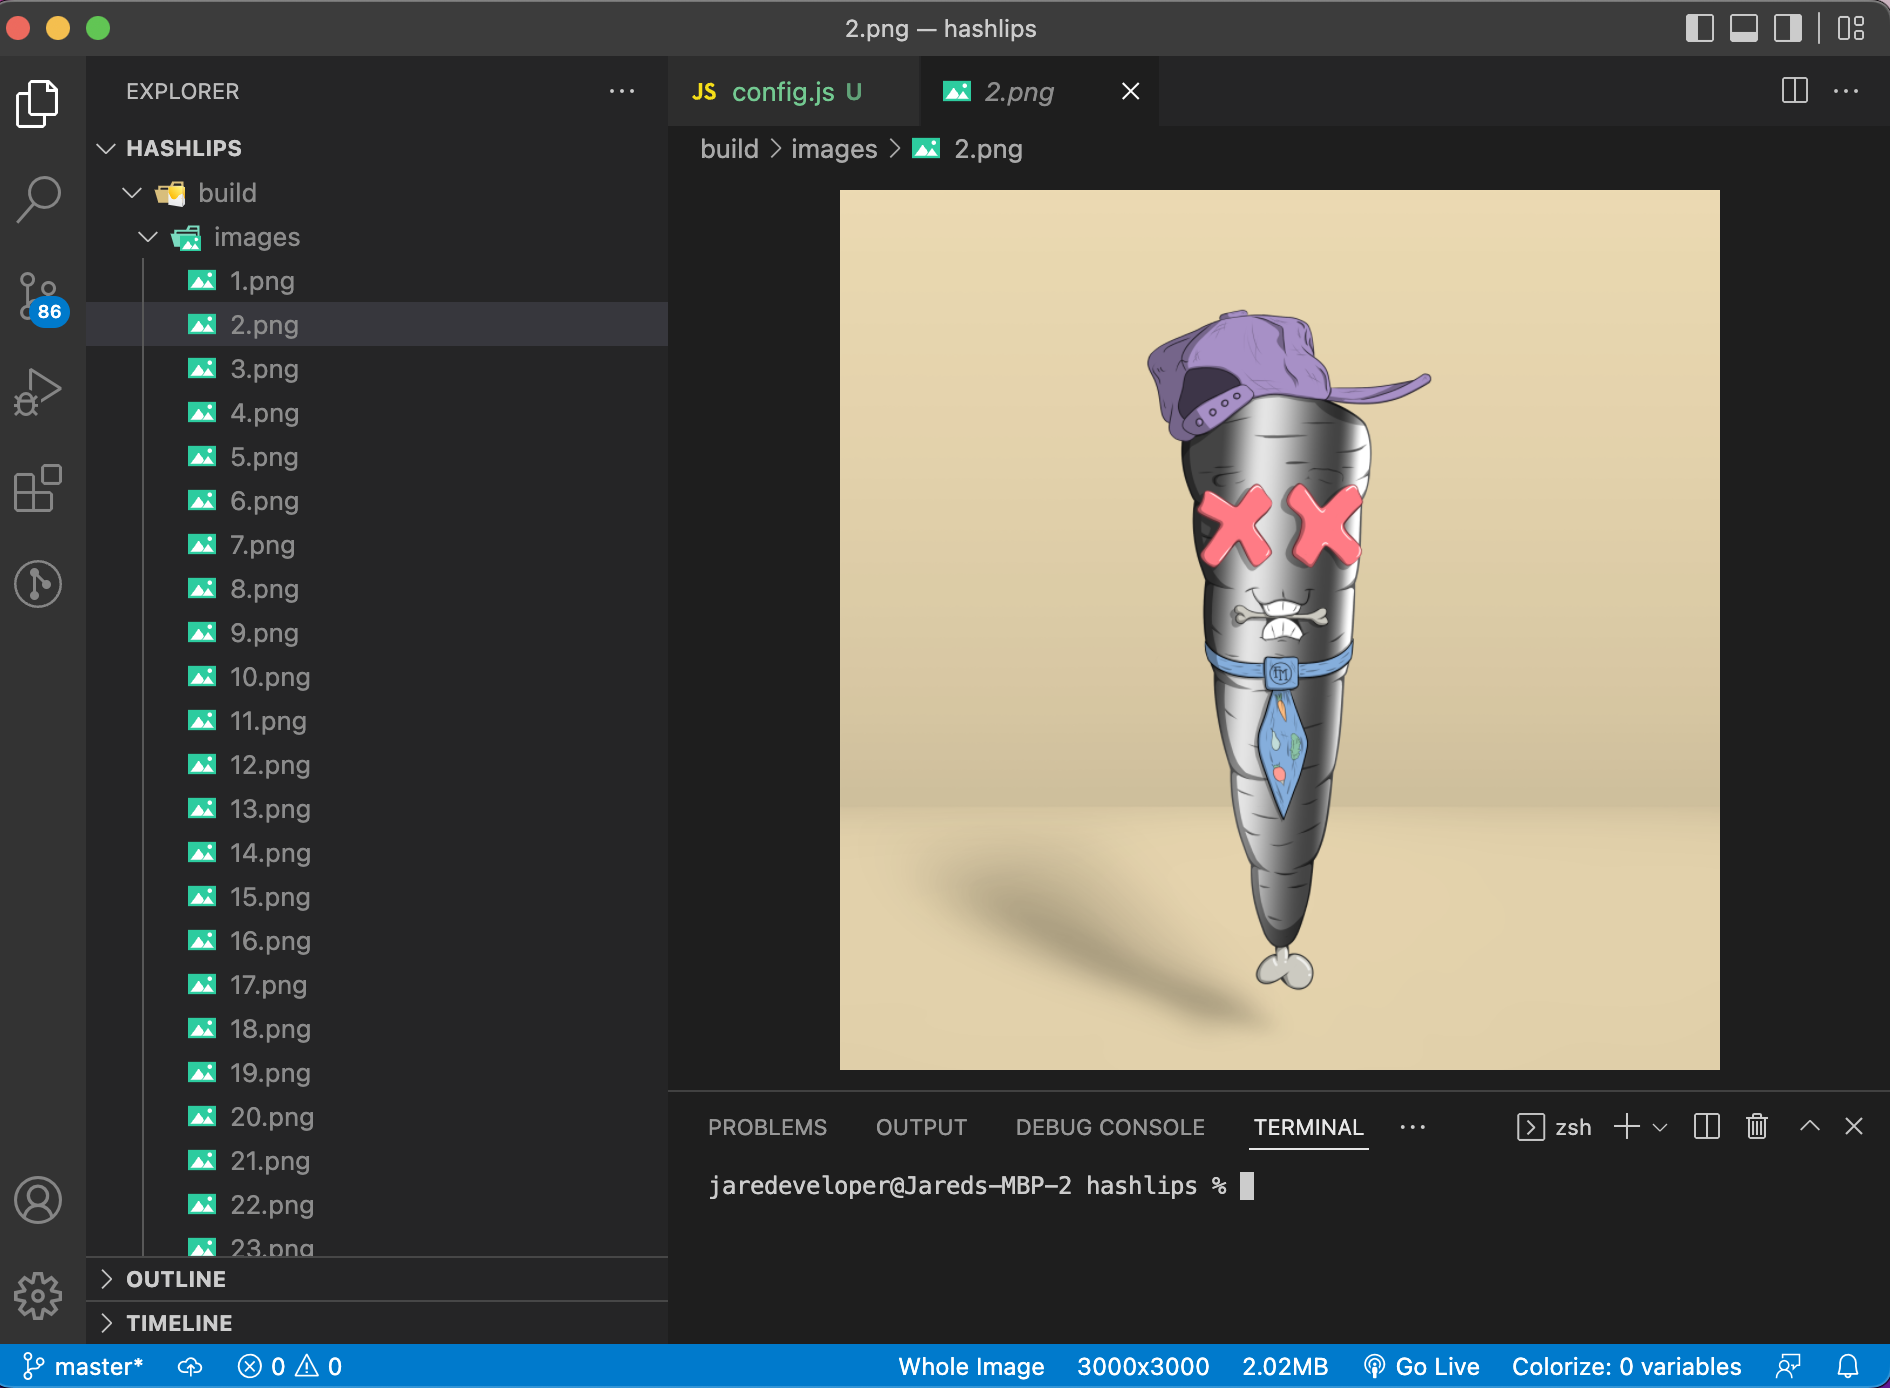 2.png — hashlips
EXPLORER
HASHLIPS
build
images
1.png
2.png
3.png
4.png
5.png
6.png
7.png
8.png
9.png
10.png
11.png
12.png
13.png
14.png
15.png
16.png
17.png
18.png
19.png
20.png
21.png
22.png
23.png
OUTLINE
TIMELINE
86
JS config.js U
2.png
build > images > 2.png
FM
PROBLEMS OUTPUT DEBUG CONSOLE TERMINAL ... zsh
jaredeveloper@Jareds-MBP-2 hashlips %
master* 0 0 Whole Image 3000x3000 2.02MB Go Live Colorize: 0 variables